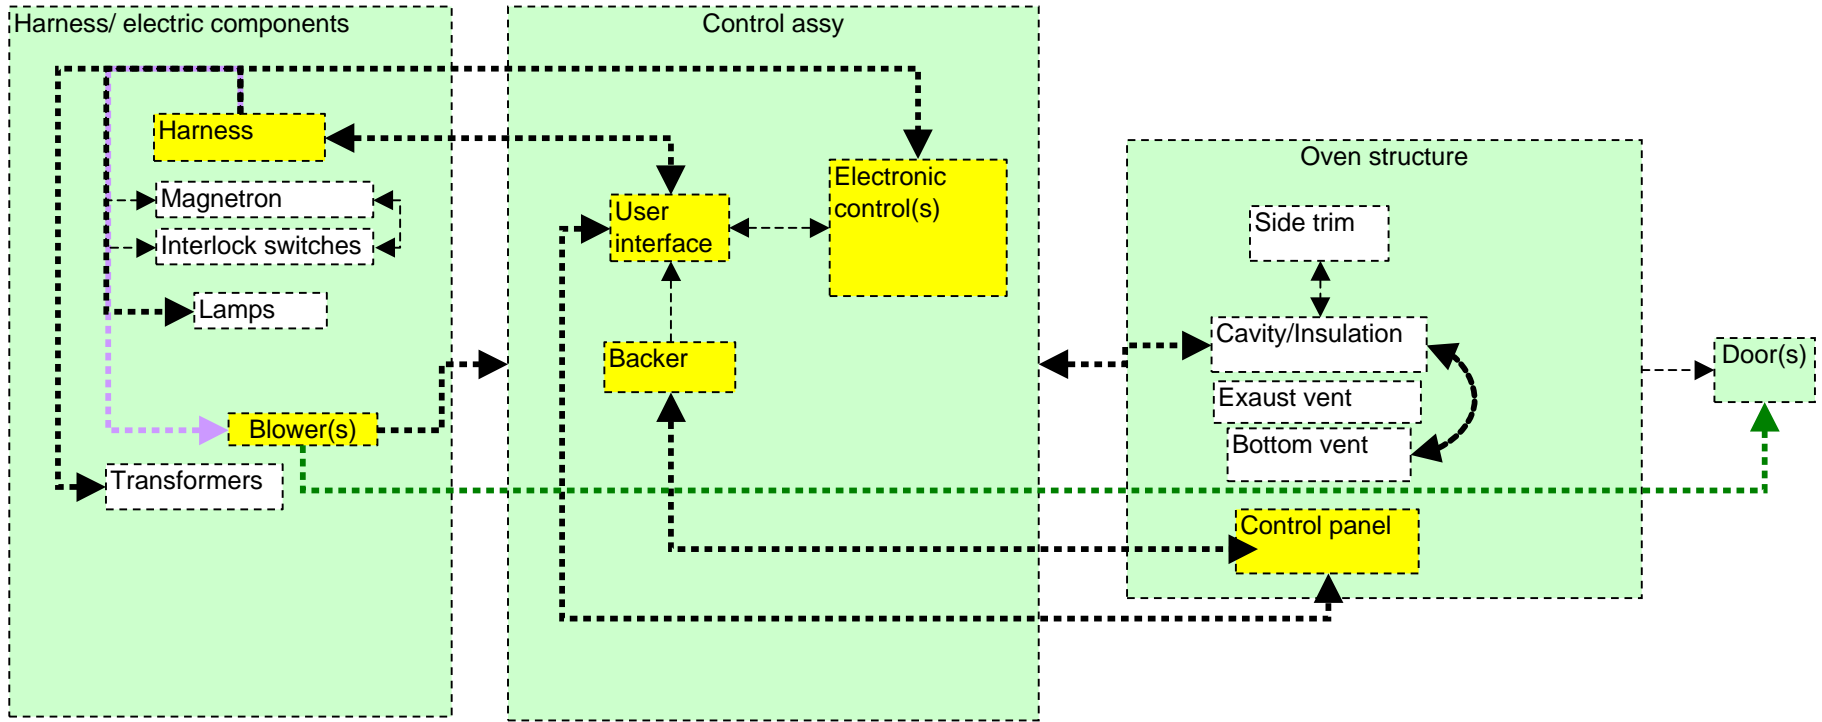 Harness/ electric components
Harness
Magnetron
Interlock switches
Lamps
Blower(s)
Transformers
Control assy
User
interface
Electronic
control(s)
Backer
Oven structure
Side trim
Cavity/Insulation
Exaust vent
Bottom vent
Control panel
Door(s)